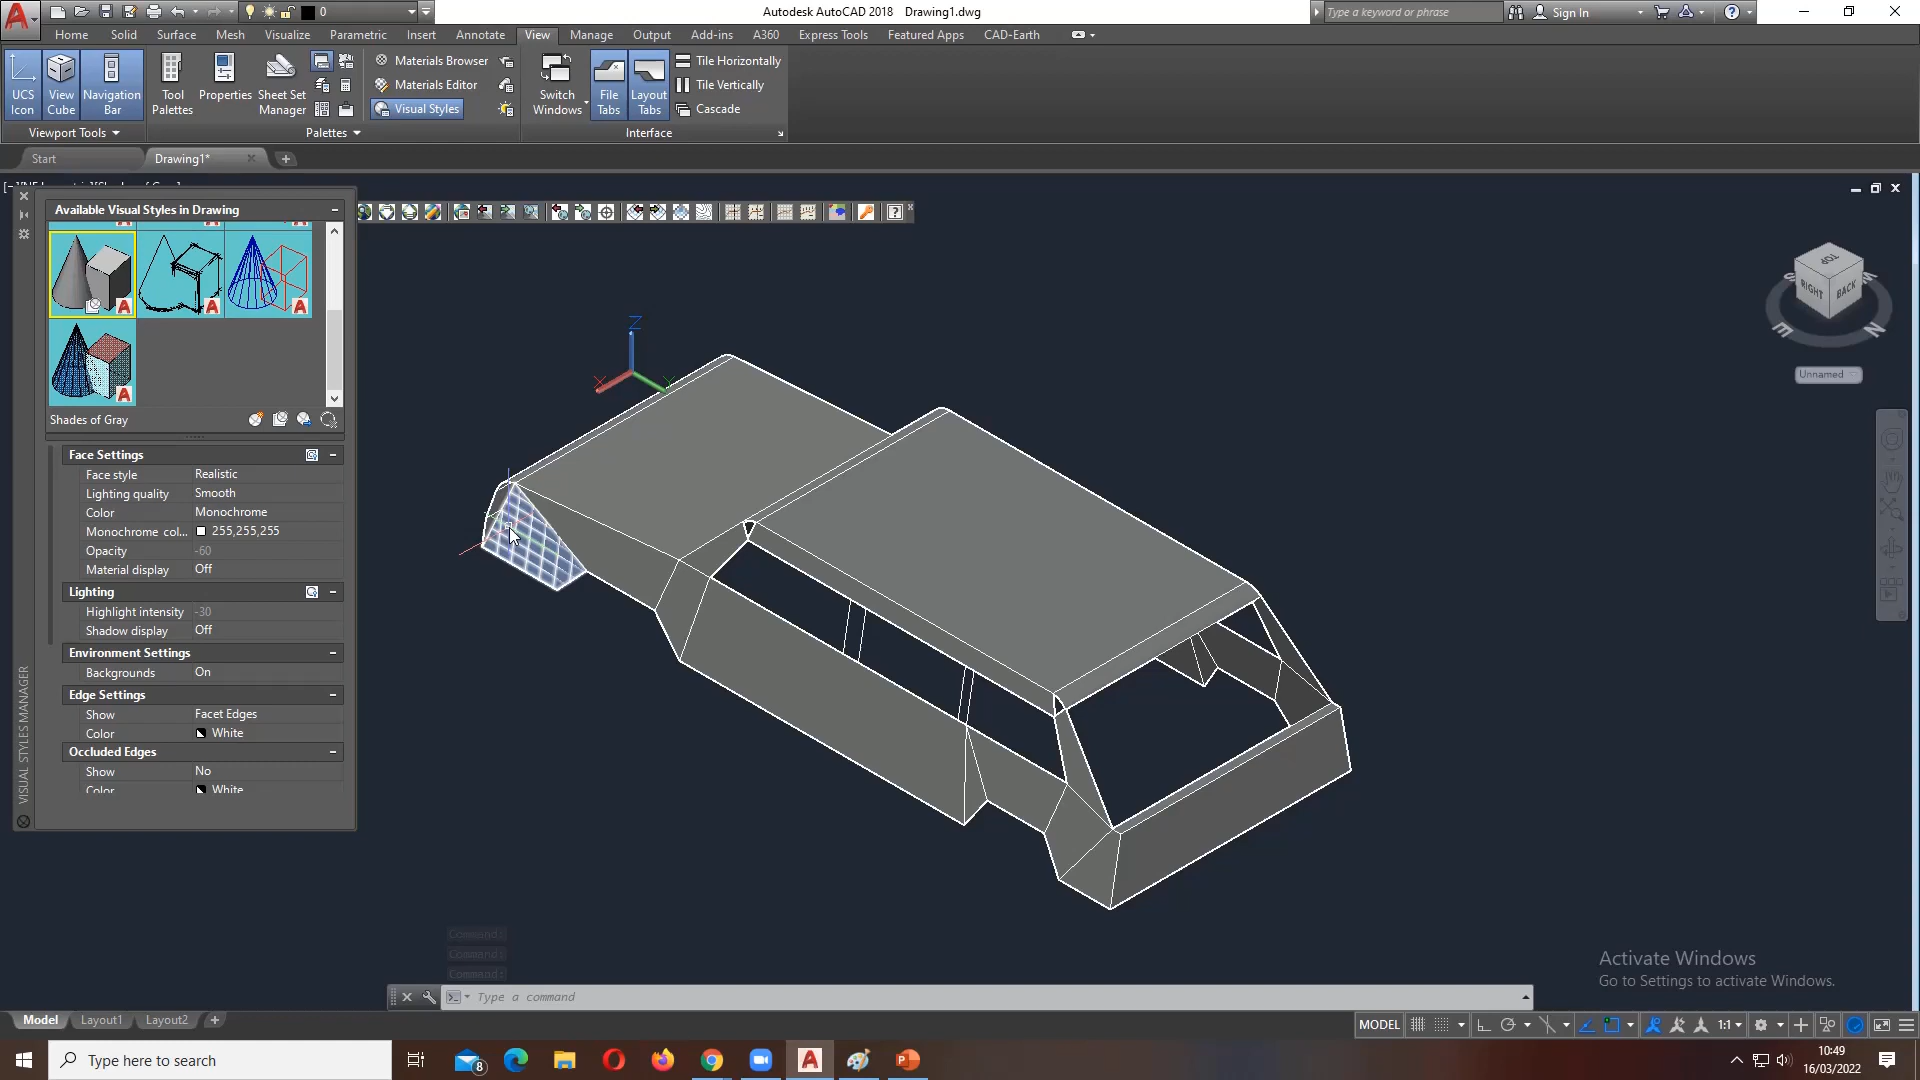 0
Autodesk AutoCAD 2018 Drawing1.dwg
Type a keyword or phrase
Sign In
Home Solid Surface Mesh Visualize Parametric Insert Annotate View Manage Output Add-ins A360 Express Tools Featured Apps CAD-Earth
UCS Icon
View Cube
Navigation Bar
Tool Palettes
Properties
Sheet Set Manager
Materials Browser
Materials Editor
Visual Styles
Switch Windows
File Tabs
Layout Tabs
Tile Horizontally
Tile Vertically
Cascade
Viewport Tools
Palettes
Interface
Start
Drawing1*
Available Visual Styles in Drawing
Shades of Gray
Face Settings
Face style Realistic
Lighting quality Smooth
Color Monochrome
Monochrome col... 255,255,255
Opacity -60
Material display Off
Lighting
Highlight intensity -30
Shadow display Off
Environment Settings
Backgrounds On
Edge Settings
Show Facet Edges
Color White
Occluded Edges
Show No
Color White
VISUAL STYLES MANAGER
Z
X
Y
TOP
RIGHT
BACK
S
W
E
N
Unnamed
Command:
Command:
Command:
Type a command
Activate Windows
Go to Settings to activate Windows.
Model Layout1 Layout2
MODEL
1:1
Type here to search
8
10:49
16/03/2022